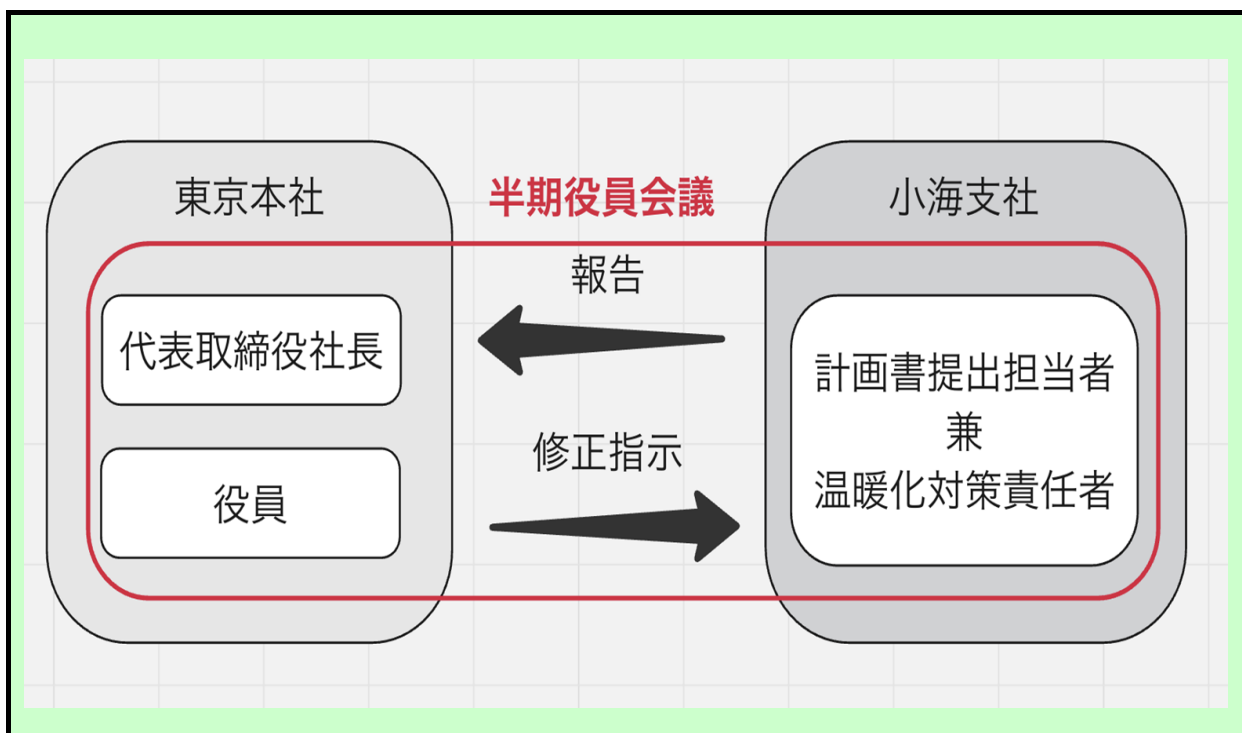 東京本社
半期役員会議
小海支社
報告
代表取締役社長
役員
修正指示
計画書提出担当者
兼
温暖化対策責任者